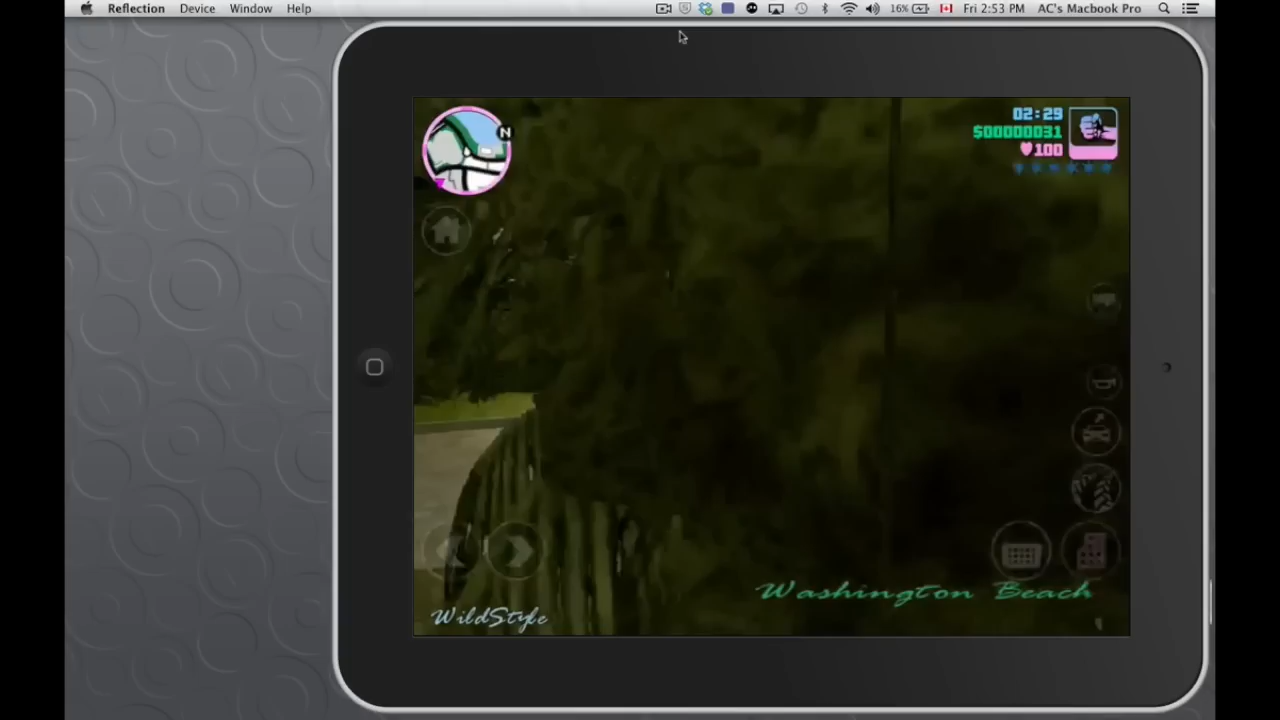 Reflection Device Window Help 16% Fri 2:53 PM AC's Macbook Pro
N
02:29
$00000031
100
Washington Beach
WildStyle